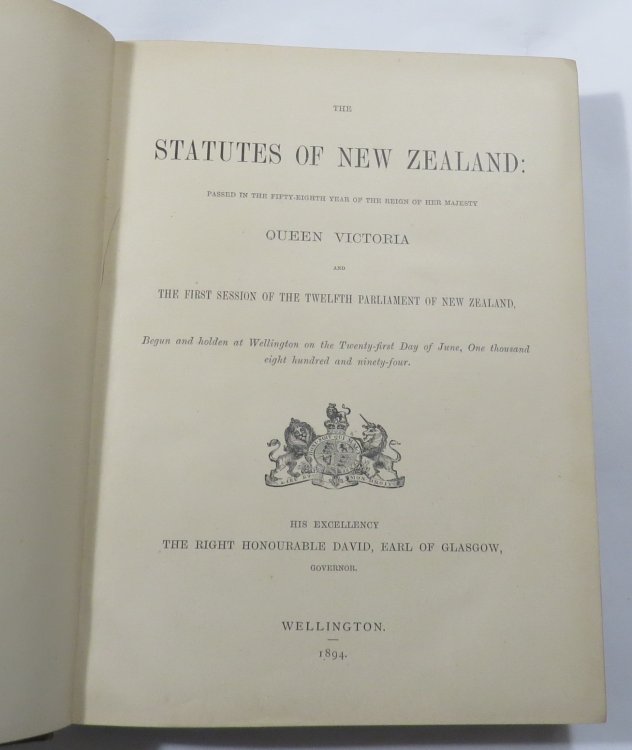 THE
STATUTES OF NEW ZEALAND:
PASSED IN THE FIFTY-EIGHTH YEAR OF THE REIGN OF HER MAJESTY
QUEEN VICTORIA
AND
THE FIRST SESSION OF THE TWELFTH PARLIAMENT OF NEW ZEALAND,
Begun and holden at Wellington on the Twenty-first Day of June, One thousand
eight hundred and ninety-four.
HIS EXCELLENCY
THE RIGHT HONOURABLE DAVID, EARL OF GLASGOW,
GOVERNOR.
WELLINGTON.
1894.